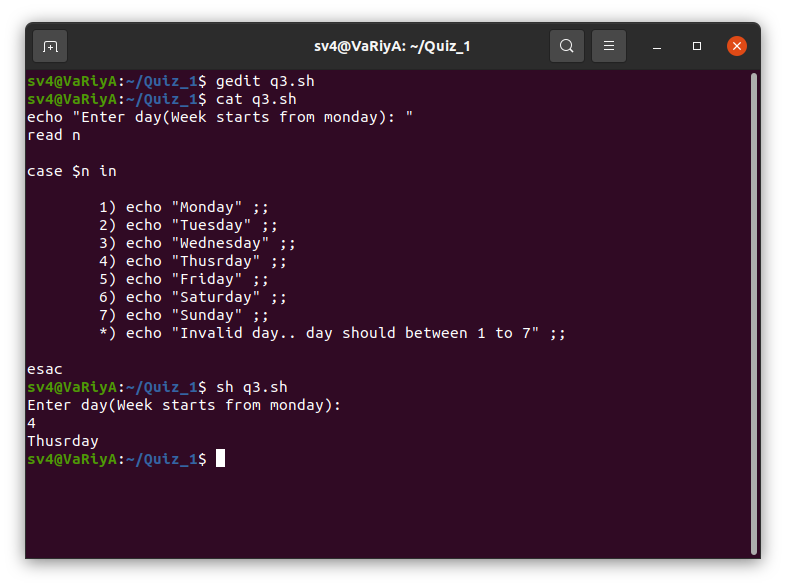 sv4@VaRiyA: ~/Quiz_1
sv4@VaRiyA:~/Quiz_1$ gedit q3.sh
sv4@VaRiyA:~/Quiz_1$ cat q3.sh
echo "Enter day(Week starts from monday): "
read n
case $n in
1) echo "Monday" ;;
2) echo "Tuesday" ;;
3) echo "Wednesday" ;;
4) echo "Thusrday" ;;
5) echo "Friday" ;;
6) echo "Saturday" ;;
7) echo "Sunday" ;;
*) echo "Invalid day.. day should between 1 to 7" ;;
esac
sv4@VaRiyA:~/Quiz_1$ sh q3.sh
Enter day(Week starts from monday):
4
Thusrday
sv4@VaRiyA:~/Quiz_1$